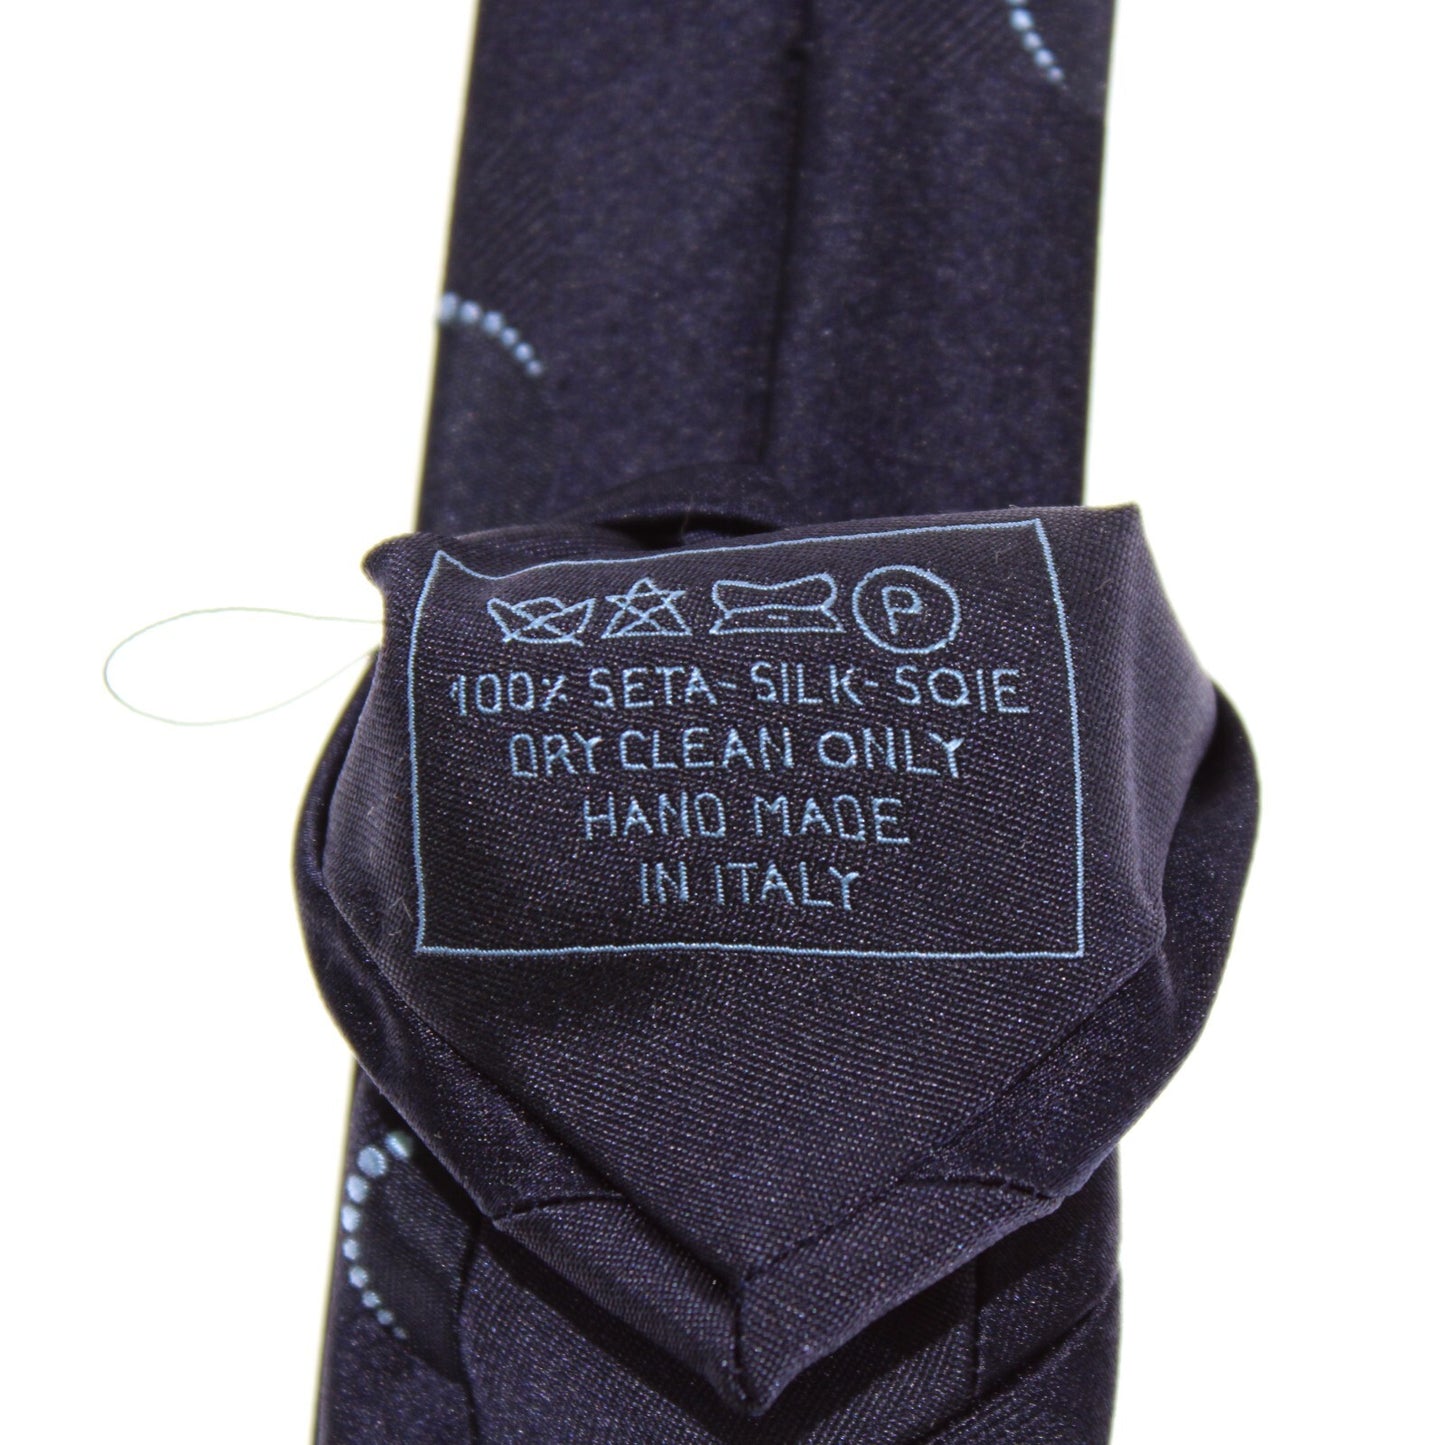 P
100% SETA-SILK-SOIE
DRY CLEAN ONLY
HAND MADE
IN ITALY